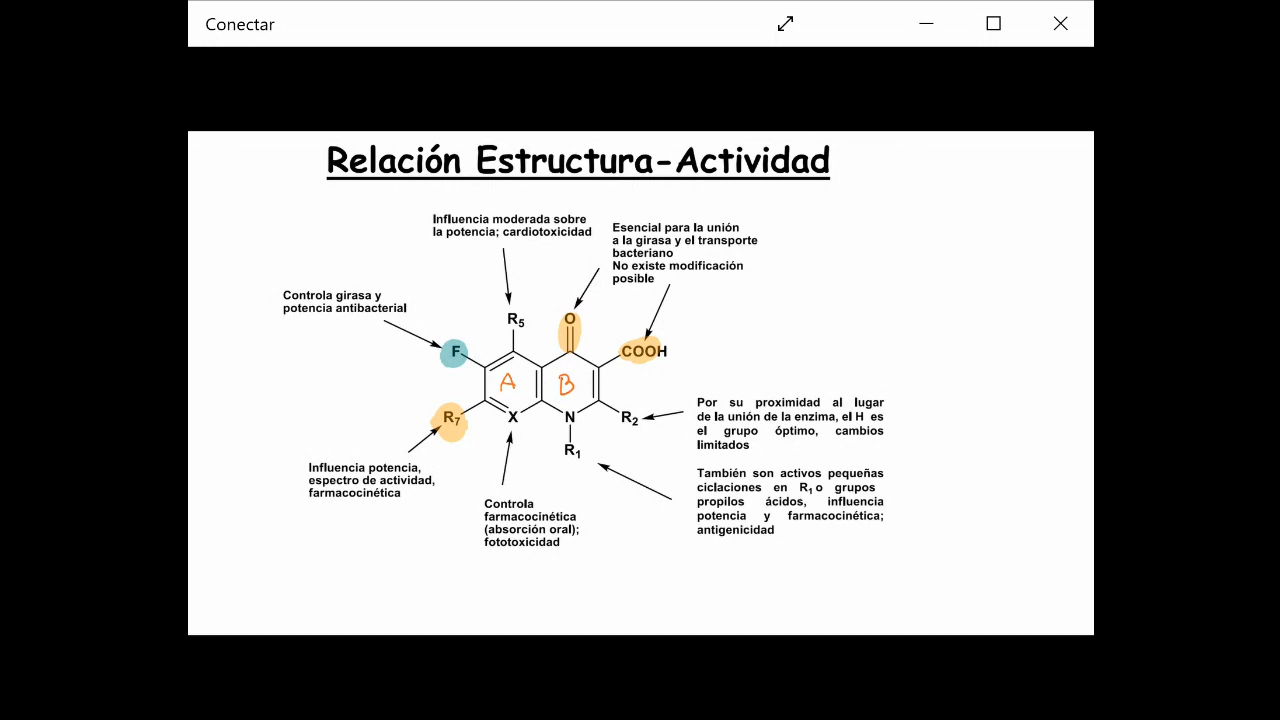 Conectar
Relación Estructura-Actividad
Influencia moderada sobre
la potencia; cardiotoxicidad
Esencial para la unión
a la girasa y el transporte
bacteriano
No existe modificación
posible
Controla girasa y
potencia antibacterial
R5
O
F
COOH
A
B
R7
X
N
R2
R1
Por su proximidad al lugar
de la unión de la enzima, el H es
el grupo óptimo, cambios
limitados
Influencia potencia,
espectro de actividad,
farmacocinética
También son activos pequeñas
ciclaciones en R1 o grupos
propilos ácidos, influencia
potencia y farmacocinética;
antigenicidad
Controla
farmacocinética
(absorción oral);
fototoxicidad